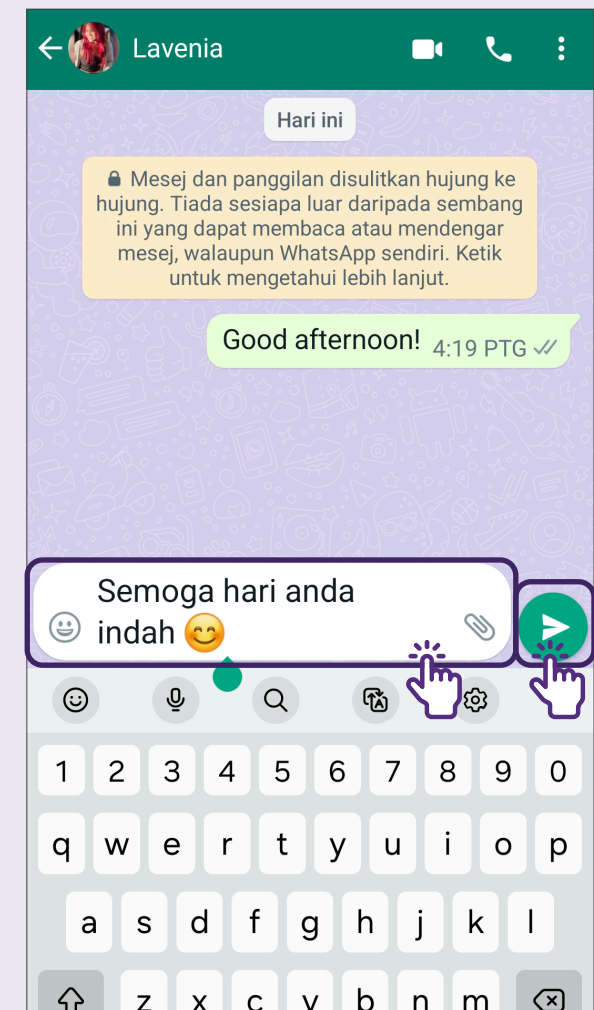 Lavenia
Hari ini
Mesej dan panggilan disulitkan hujung ke
hujung. Tiada sesiapa luar daripada sembang
ini yang dapat membaca atau mendengar
mesej, walaupun WhatsApp sendiri. Ketik
untuk mengetahui lebih lanjut.
Good afternoon! 4:19 PTG
Semoga hari anda
indah 😊
1 2 3 4 5 6 7 8 9 0
q w e r t y u i o p
a s d f g h j k l
z x c v b n m